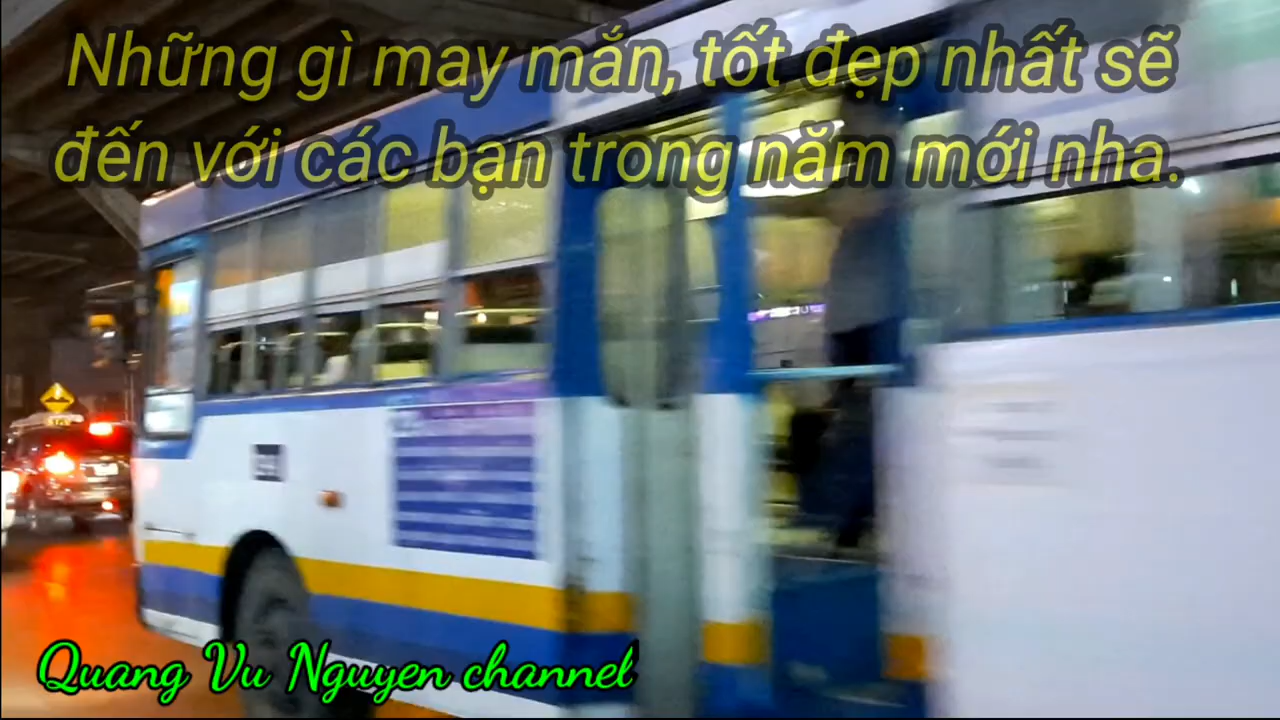 Những gì may mắn, tốt đẹp nhất sẽ
đến với các bạn trong năm mới nha.
Quang Vu Nguyen channel